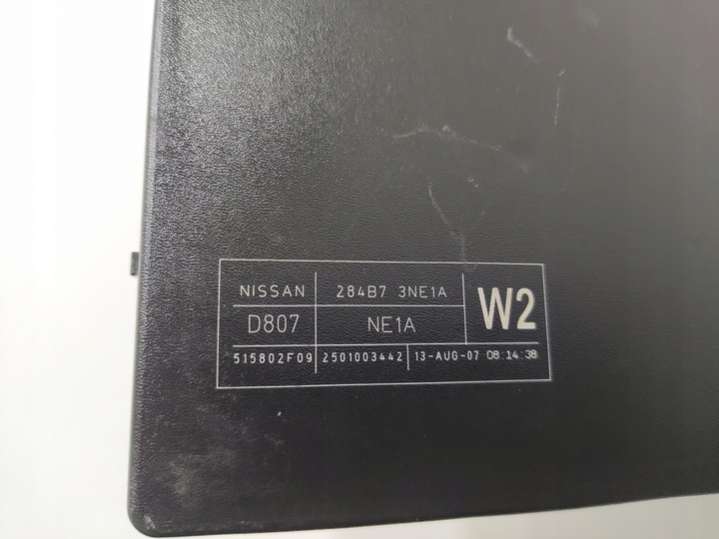 NISSAN 284B7 3NE1A W2
D807 NE1A
515802F09 2501003442 13-AUG-07 08:14:38